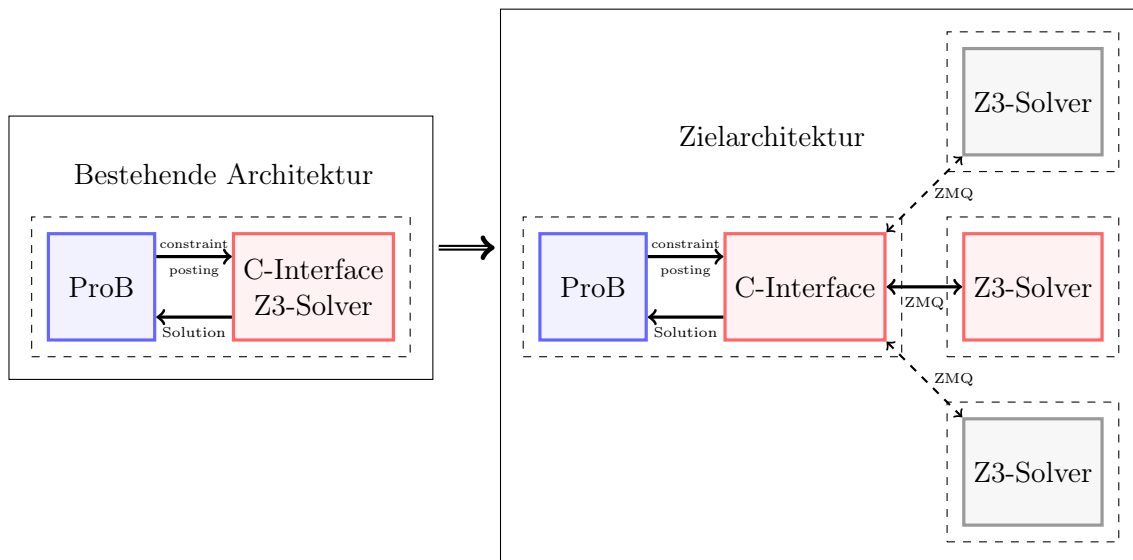 Bestehende Architektur
ProB
constraint
posting
Solution
C-Interface
Z3-Solver
Zielarchitektur
ProB
constraint
posting
Solution
C-Interface
ZMQ
Z3-Solver
ZMQ
Z3-Solver
ZMQ
Z3-Solver